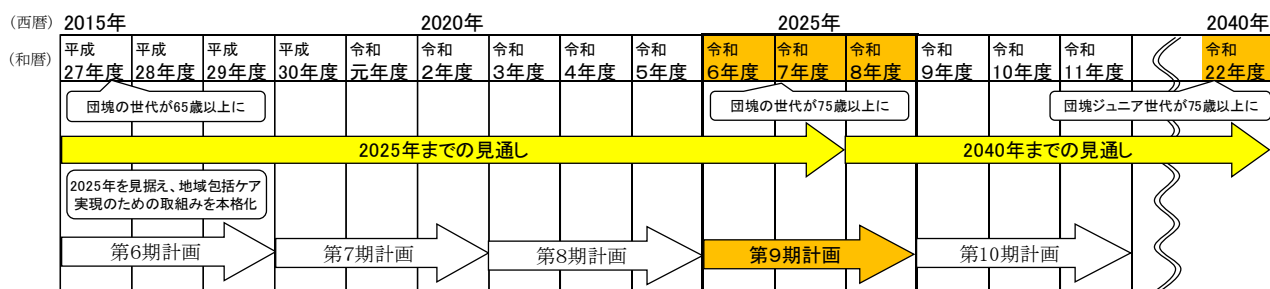 （西暦）2015年 2020年 2025年 2040年
（和暦）
平成 平成 平成 平成 令和 令和 令和 令和 令和 令和 令和 令和 令和 令和 令和 令和
27年度 28年度 29年度 30年度 元年度 2年度 3年度 4年度 5年度 6年度 7年度 8年度 9年度 10年度 11年度 22年度
団塊の世代が65歳以上に 団塊の世代が75歳以上に 団塊ジュニア世代が75歳以上に
2025年までの見通し 2040年までの見通し
2025年を見据え、地域包括ケア
実現のための取組みを本格化
第6期計画 第7期計画 第8期計画 第9期計画 第10期計画